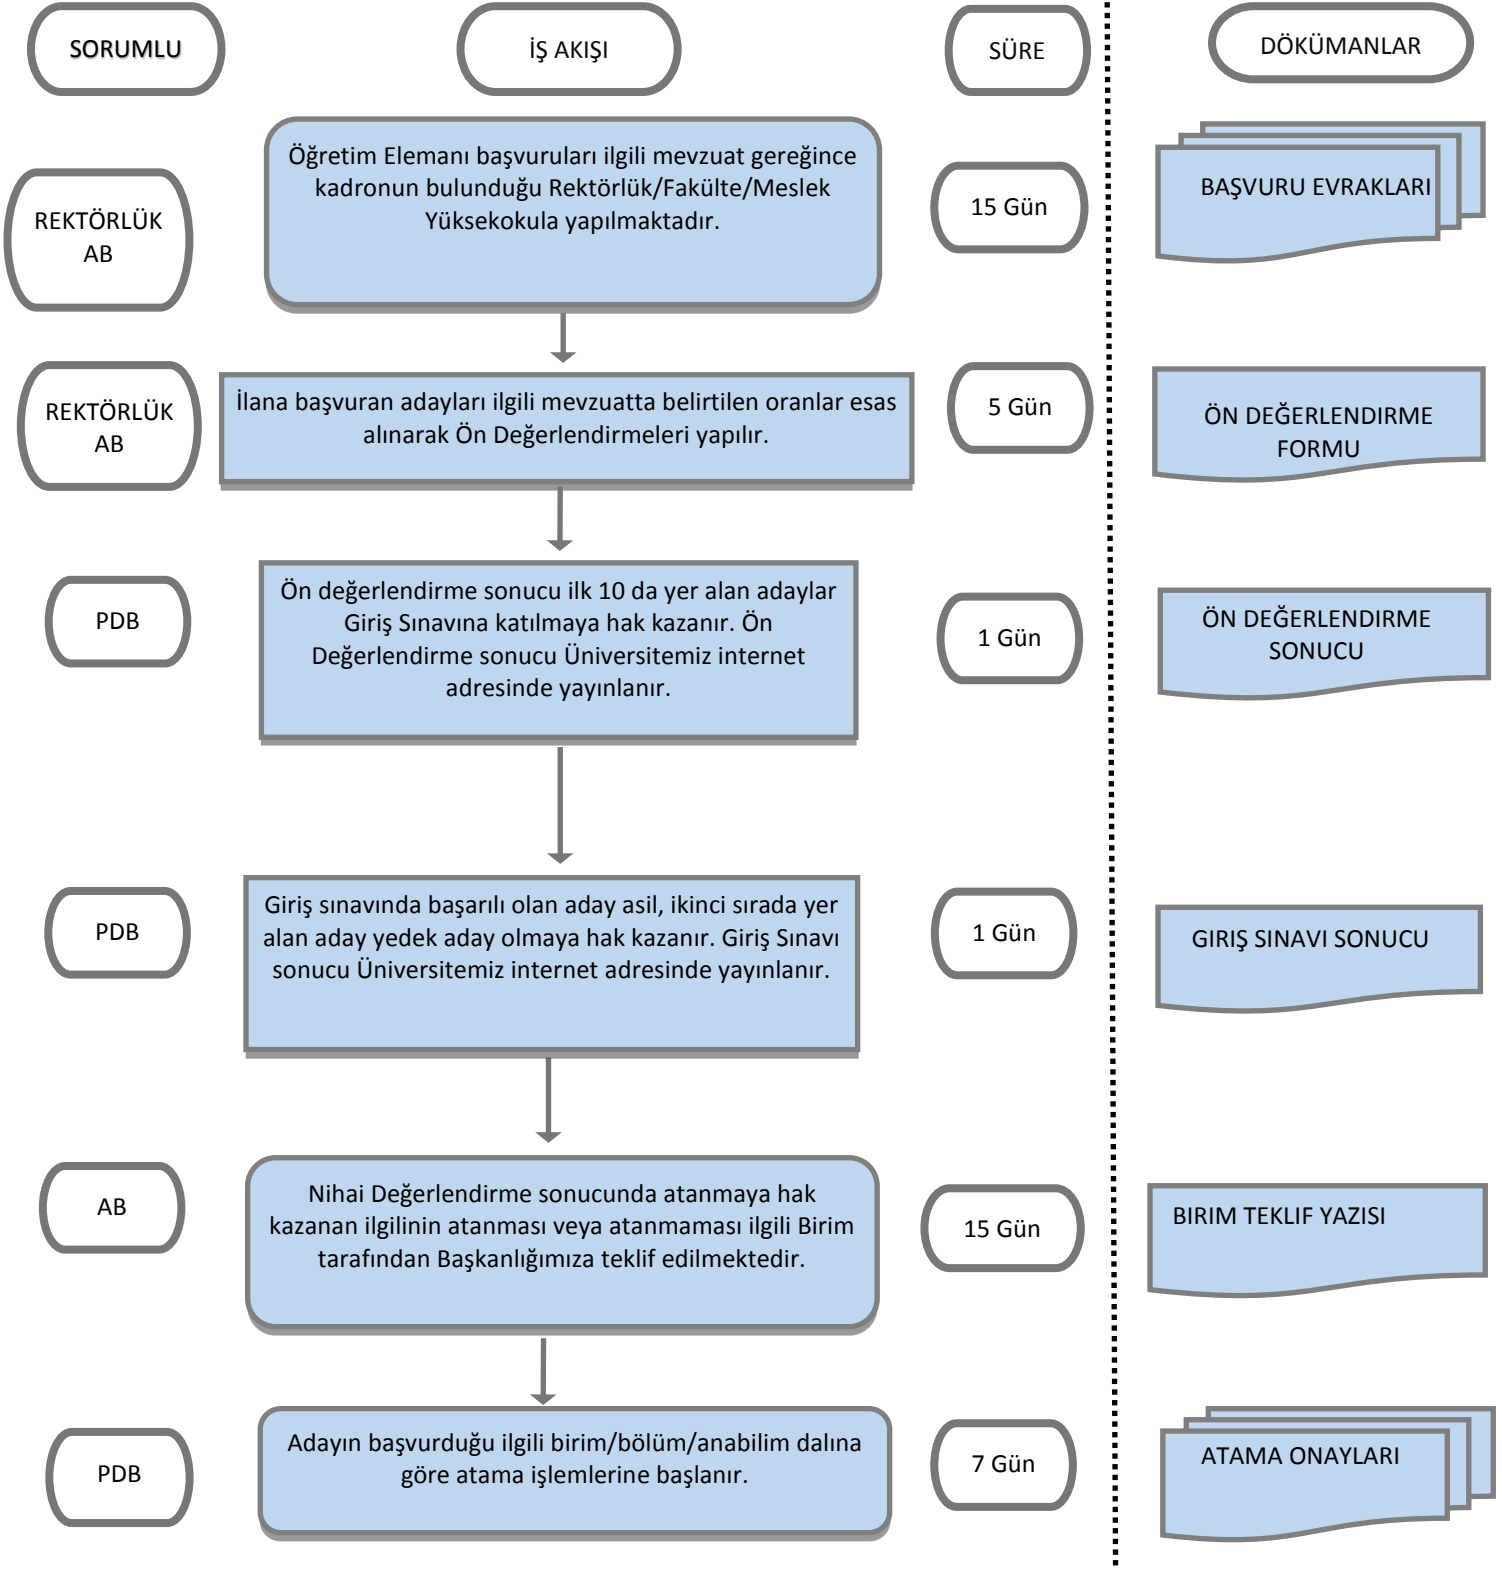 SORUMLU
İŞ AKIŞI
SÜRE
DÖKÜMANLAR
REKTÖRLÜK
AB
Öğretim Elemanı başvuruları ilgili mevzuat gereğince
kadronun bulunduğu Rektörlük/Fakülte/Meslek
Yüksekokula yapılmaktadır.
15 Gün
BAŞVURU EVRAKLARI
REKTÖRLÜK
AB
İlana başvuran adayları ilgili mevzuatta belirtilen oranlar esas
alınarak Ön Değerlendirmeleri yapılır.
5 Gün
ÖN DEĞERLENDİRME
FORMU
PDB
Ön değerlendirme sonucu ilk 10 da yer alan adaylar
Giriş Sınavına katılmaya hak kazanır. Ön
Değerlendirme sonucu Üniversitemiz internet
adresinde yayınlanır.
1 Gün
ÖN DEĞERLENDİRME
SONUCU
PDB
Giriş sınavında başarılı olan aday asil, ikinci sırada yer
alan aday yedek aday olmaya hak kazanır. Giriş Sınavı
sonucu Üniversitemiz internet adresinde yayınlanır.
1 Gün
GIRIŞ SINAVI SONUCU
AB
Nihai Değerlendirme sonucunda atanmaya hak
kazanan ilgilinin atanması veya atanmaması ilgili Birim
tarafından Başkanlığımıza teklif edilmektedir.
15 Gün
BIRIM TEKLIF YAZISI
PDB
Adayın başvurduğu ilgili birim/bölüm/anabilim dalına
göre atama işlemlerine başlanır.
7 Gün
ATAMA ONAYLARI